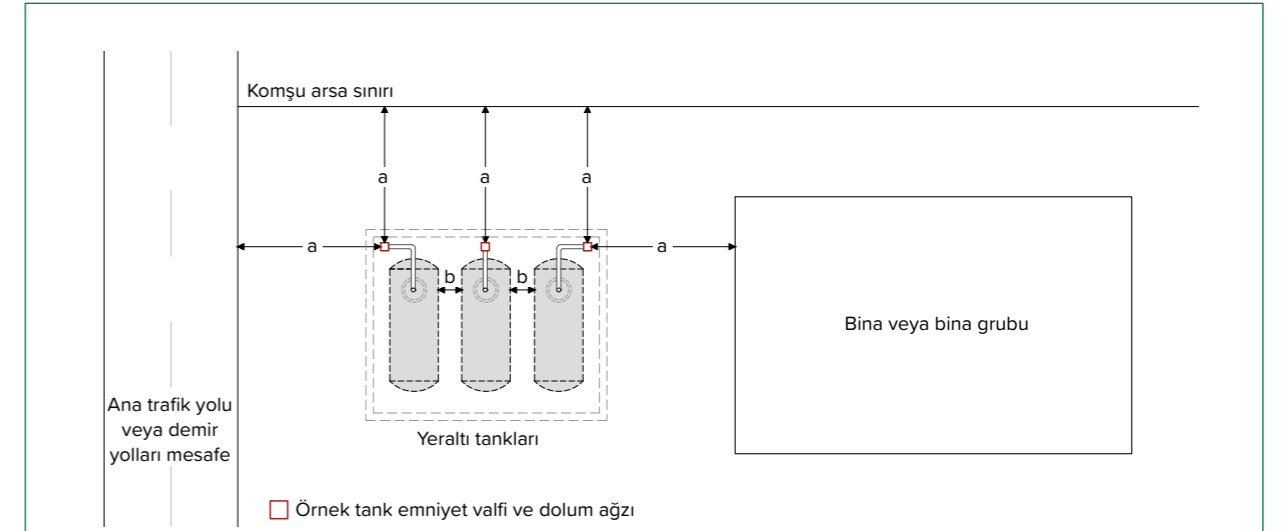 Komşu arsa sınırı
a
a
a
a
a
b
b
Bina veya bina grubu
Ana trafik yolu
veya demir
yolları mesafe
Yeraltı tankları
Örnek tank emniyet valfi ve dolum ağzı